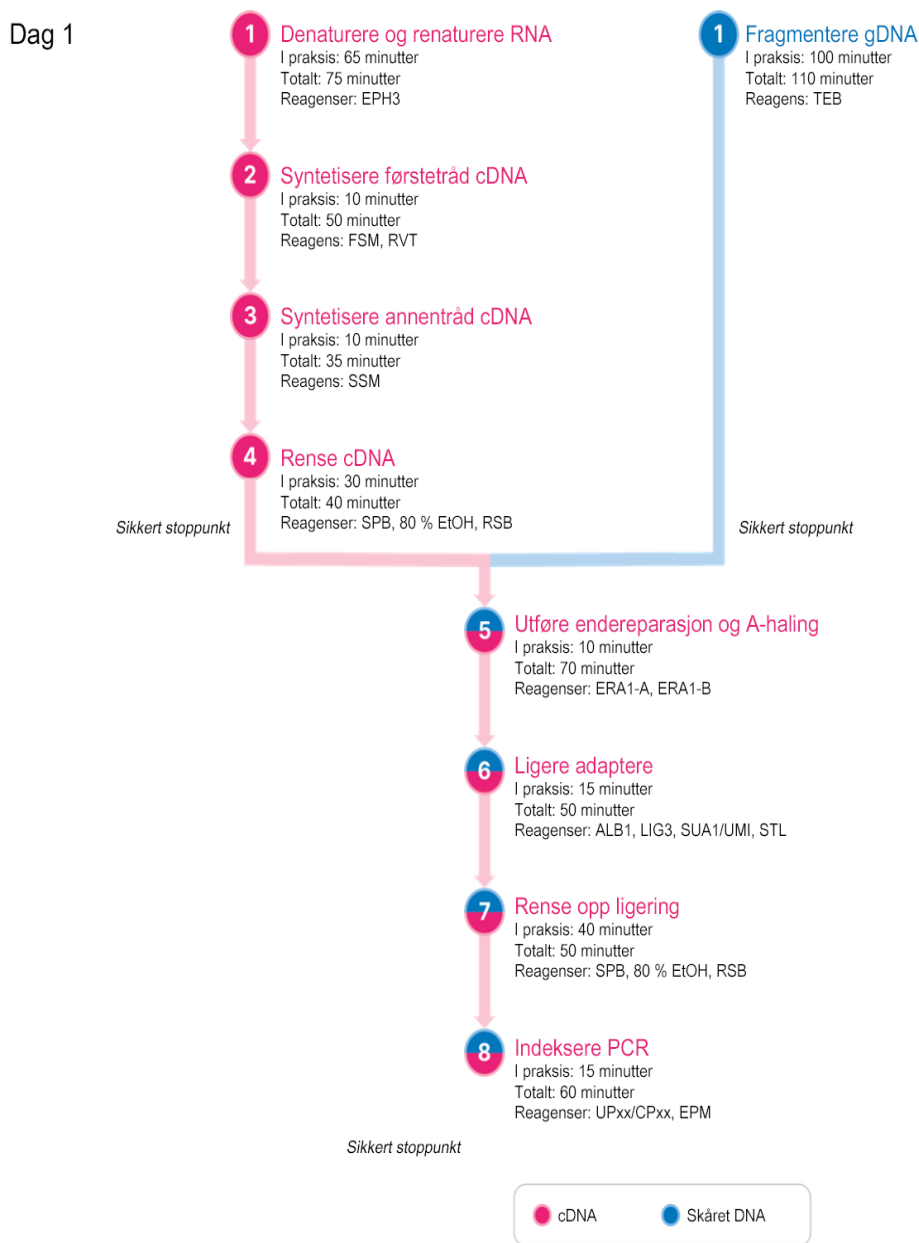 Dag 1
1
Denaturere og renaturere RNA
I praksis: 65 minutter
Totalt: 75 minutter
Reagenser: EPH3
1
Fragmentere gDNA
I praksis: 100 minutter
Totalt: 110 minutter
Reagens: TEB
2
Syntetisere førstetråd cDNA
I praksis: 10 minutter
Totalt: 50 minutter
Reagens: FSM, RVT
3
Syntetisere annentråd cDNA
I praksis: 10 minutter
Totalt: 35 minutter
Reagens: SSM
4
Rense cDNA
I praksis: 30 minutter
Totalt: 40 minutter
Reagenser: SPB, 80 % EtOH, RSB
Sikkert stoppunkt
Sikkert stoppunkt
5
Utføre endereparasjon og A-haling
I praksis: 10 minutter
Totalt: 70 minutter
Reagenser: ERA1-A, ERA1-B
6
Ligere adaptere
I praksis: 15 minutter
Totalt: 50 minutter
Reagenser: ALB1, LIG3, SUA1/UMI, STL
7
Rense opp ligering
I praksis: 40 minutter
Totalt: 50 minutter
Reagenser: SPB, 80 % EtOH, RSB
8
Indeksere PCR
I praksis: 15 minutter
Totalt: 60 minutter
Reagenser: UPxx/CPxx, EPM
Sikkert stoppunkt
cDNA
Skåret DNA